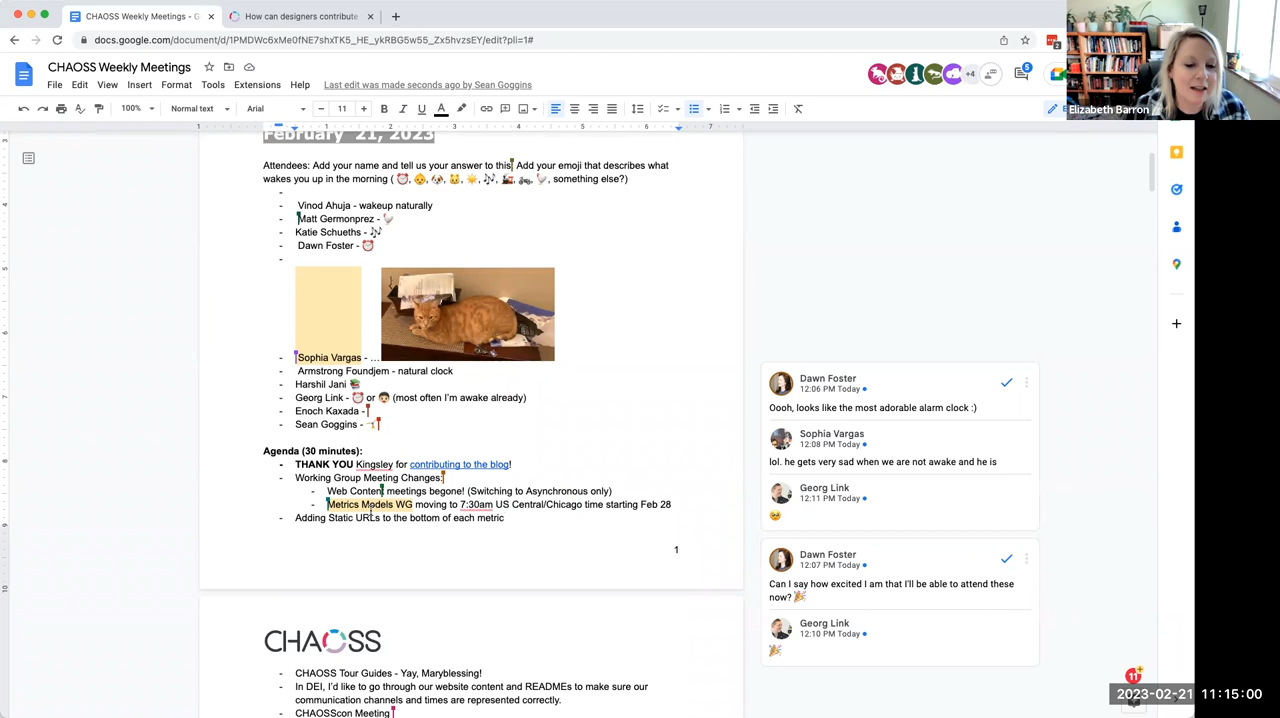 CHAOSS Weekly Meetings - G
How can designers contribute
docs.google.com/document/d/1PMDWc6xMe0fNE7shxTK5_HE_ykRBG5w55_Zx5hvzsEY/edit?pli=1#
CHAOSS Weekly Meetings
File Edit View Insert Format Tools Extensions Help Last edit was made seconds ago by Sean Goggins
+4
5
2
Elizabeth Barron
100% Normal text Arial 11
February 21, 2023
Attendees: Add your name and tell us your answer to this! Add your emoji that describes what
wakes you up in the morning ( ⏰, 👶, 🐶, 🐱, ☀️, 🎶, 🚂, 🏍️, 🐓, something else?)
-
- Vinod Ahuja - wakeup naturally
- Matt Germonprez - 🐓
- Katie Schueths - 🎶
- Dawn Foster - ⏰
-
- Sophia Vargas - ...
- Armstrong Foundjem - natural clock
- Harshil Jani 📚
- Georg Link - ⏰ or 👦 (most often I'm awake already)
- Enoch Kaxada -
- Sean Goggins -
Agenda (30 minutes):
- THANK YOU Kingsley for contributing to the blog!
- Working Group Meeting Changes:
- Web Content meetings begone! (Switching to Asynchronous only)
- Metrics Models WG moving to 7:30am US Central/Chicago time starting Feb 28
- Adding Static URLs to the bottom of each metric
1
CHAOSS
- CHAOSS Tour Guides - Yay, Maryblessing!
- In DEI, I'd like to go through our website content and READMEs to make sure our
communication channels and times are represented correctly.
- CHAOSScon Meeting
Dawn Foster
12:06 PM Today
Oooh, looks like the most adorable alarm clock :)
Sophia Vargas
12:08 PM Today
lol. he gets very sad when we are not awake and he is
Georg Link
12:11 PM Today
🥹
Dawn Foster
12:07 PM Today
Can I say how excited I am that I'll be able to attend these
now? 🎉
Georg Link
12:10 PM Today
🎉
11
2023-02-21 11:15:00